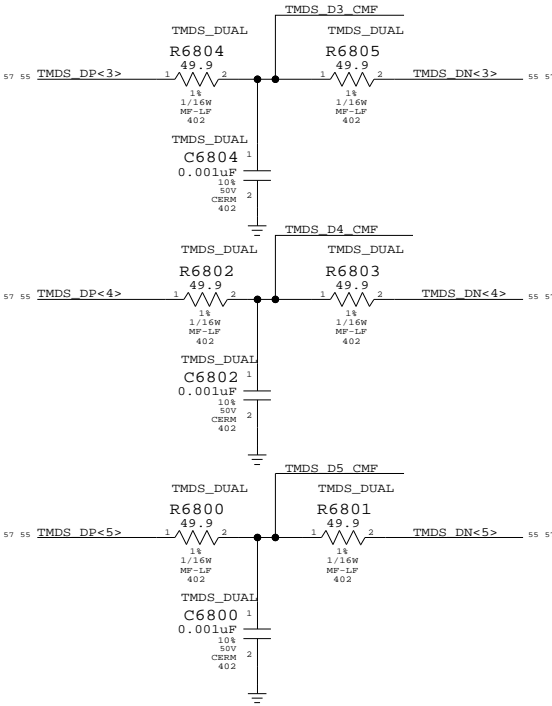 TMDS_D3_CMF
TMDS_DUAL TMDS_DUAL
R6804 R6805
49.9 49.9
57 55 TMDS_DP<3> 1 2 1 2 TMDS_DN<3> 55 57
1% 1%
1/16W 1/16W
MF-LF MF-LF
402 402
TMDS_DUAL
C6804 1
0.001uF
10%
50V
CERM 2
402
TMDS_D4_CMF
TMDS_DUAL TMDS_DUAL
R6802 R6803
49.9 49.9
57 55 TMDS_DP<4> 1 2 1 2 TMDS_DN<4> 55 5
1% 1%
1/16W 1/16W
MF-LF MF-LF
402 402
TMDS_DUAL
C6802 1
0.001uF
10%
50V
CERM 2
402
TMDS_D5_CMF
TMDS_DUAL TMDS_DUAL
R6800 R6801
49.9 49.9
57 55 TMDS_DP<5> 1 2 1 2 TMDS_DN<5> 55 57
1% 1%
1/16W 1/16W
MF-LF MF-LF
402 402
TMDS_DUAL
C6800 1
0.001uF
10%
50V
CERM 2
402